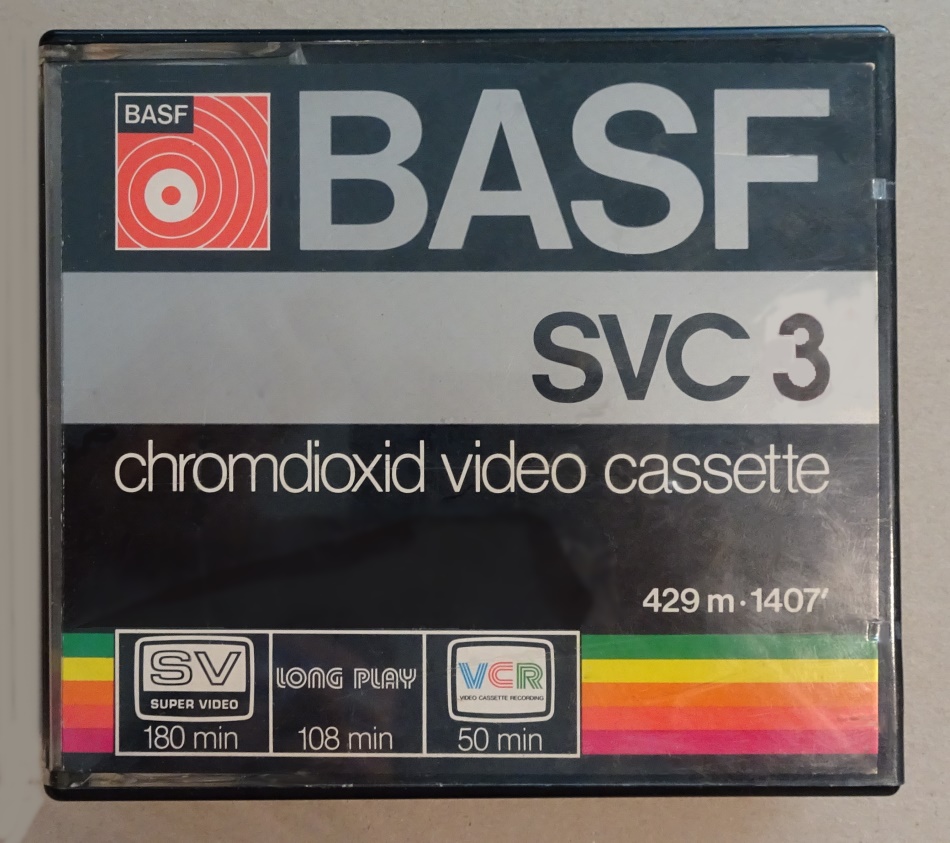 BASF
BASF
SVC 3
chromdioxid video cassette
429 m · 1407′
SV
SUPER VIDEO
180 min
LONG PLAY
108 min
VCR
VIDEO CASSETTE RECORDING
50 min